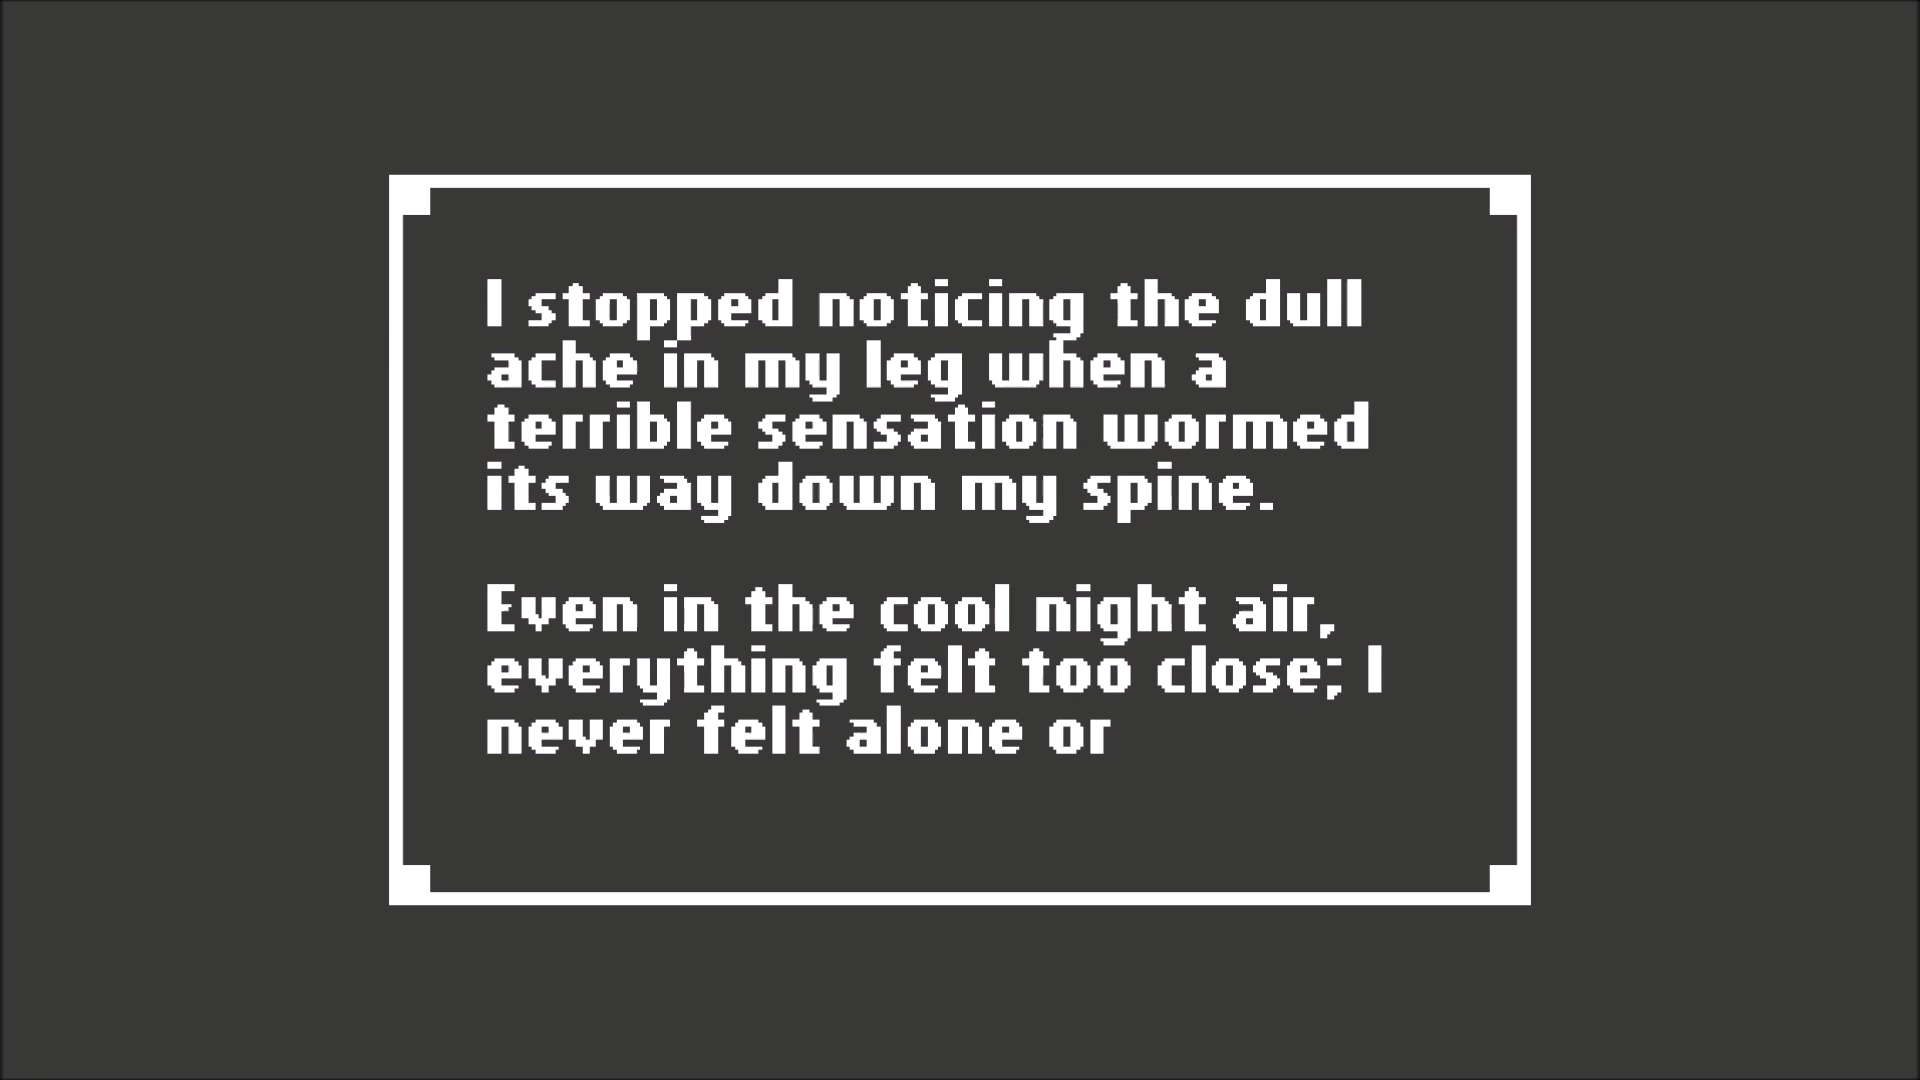 I stopped noticing the dull
ache in my leg when a
terrible sensation wormed
its way down my spine.
Even in the cool night air,
everything felt too close; I
never felt alone or